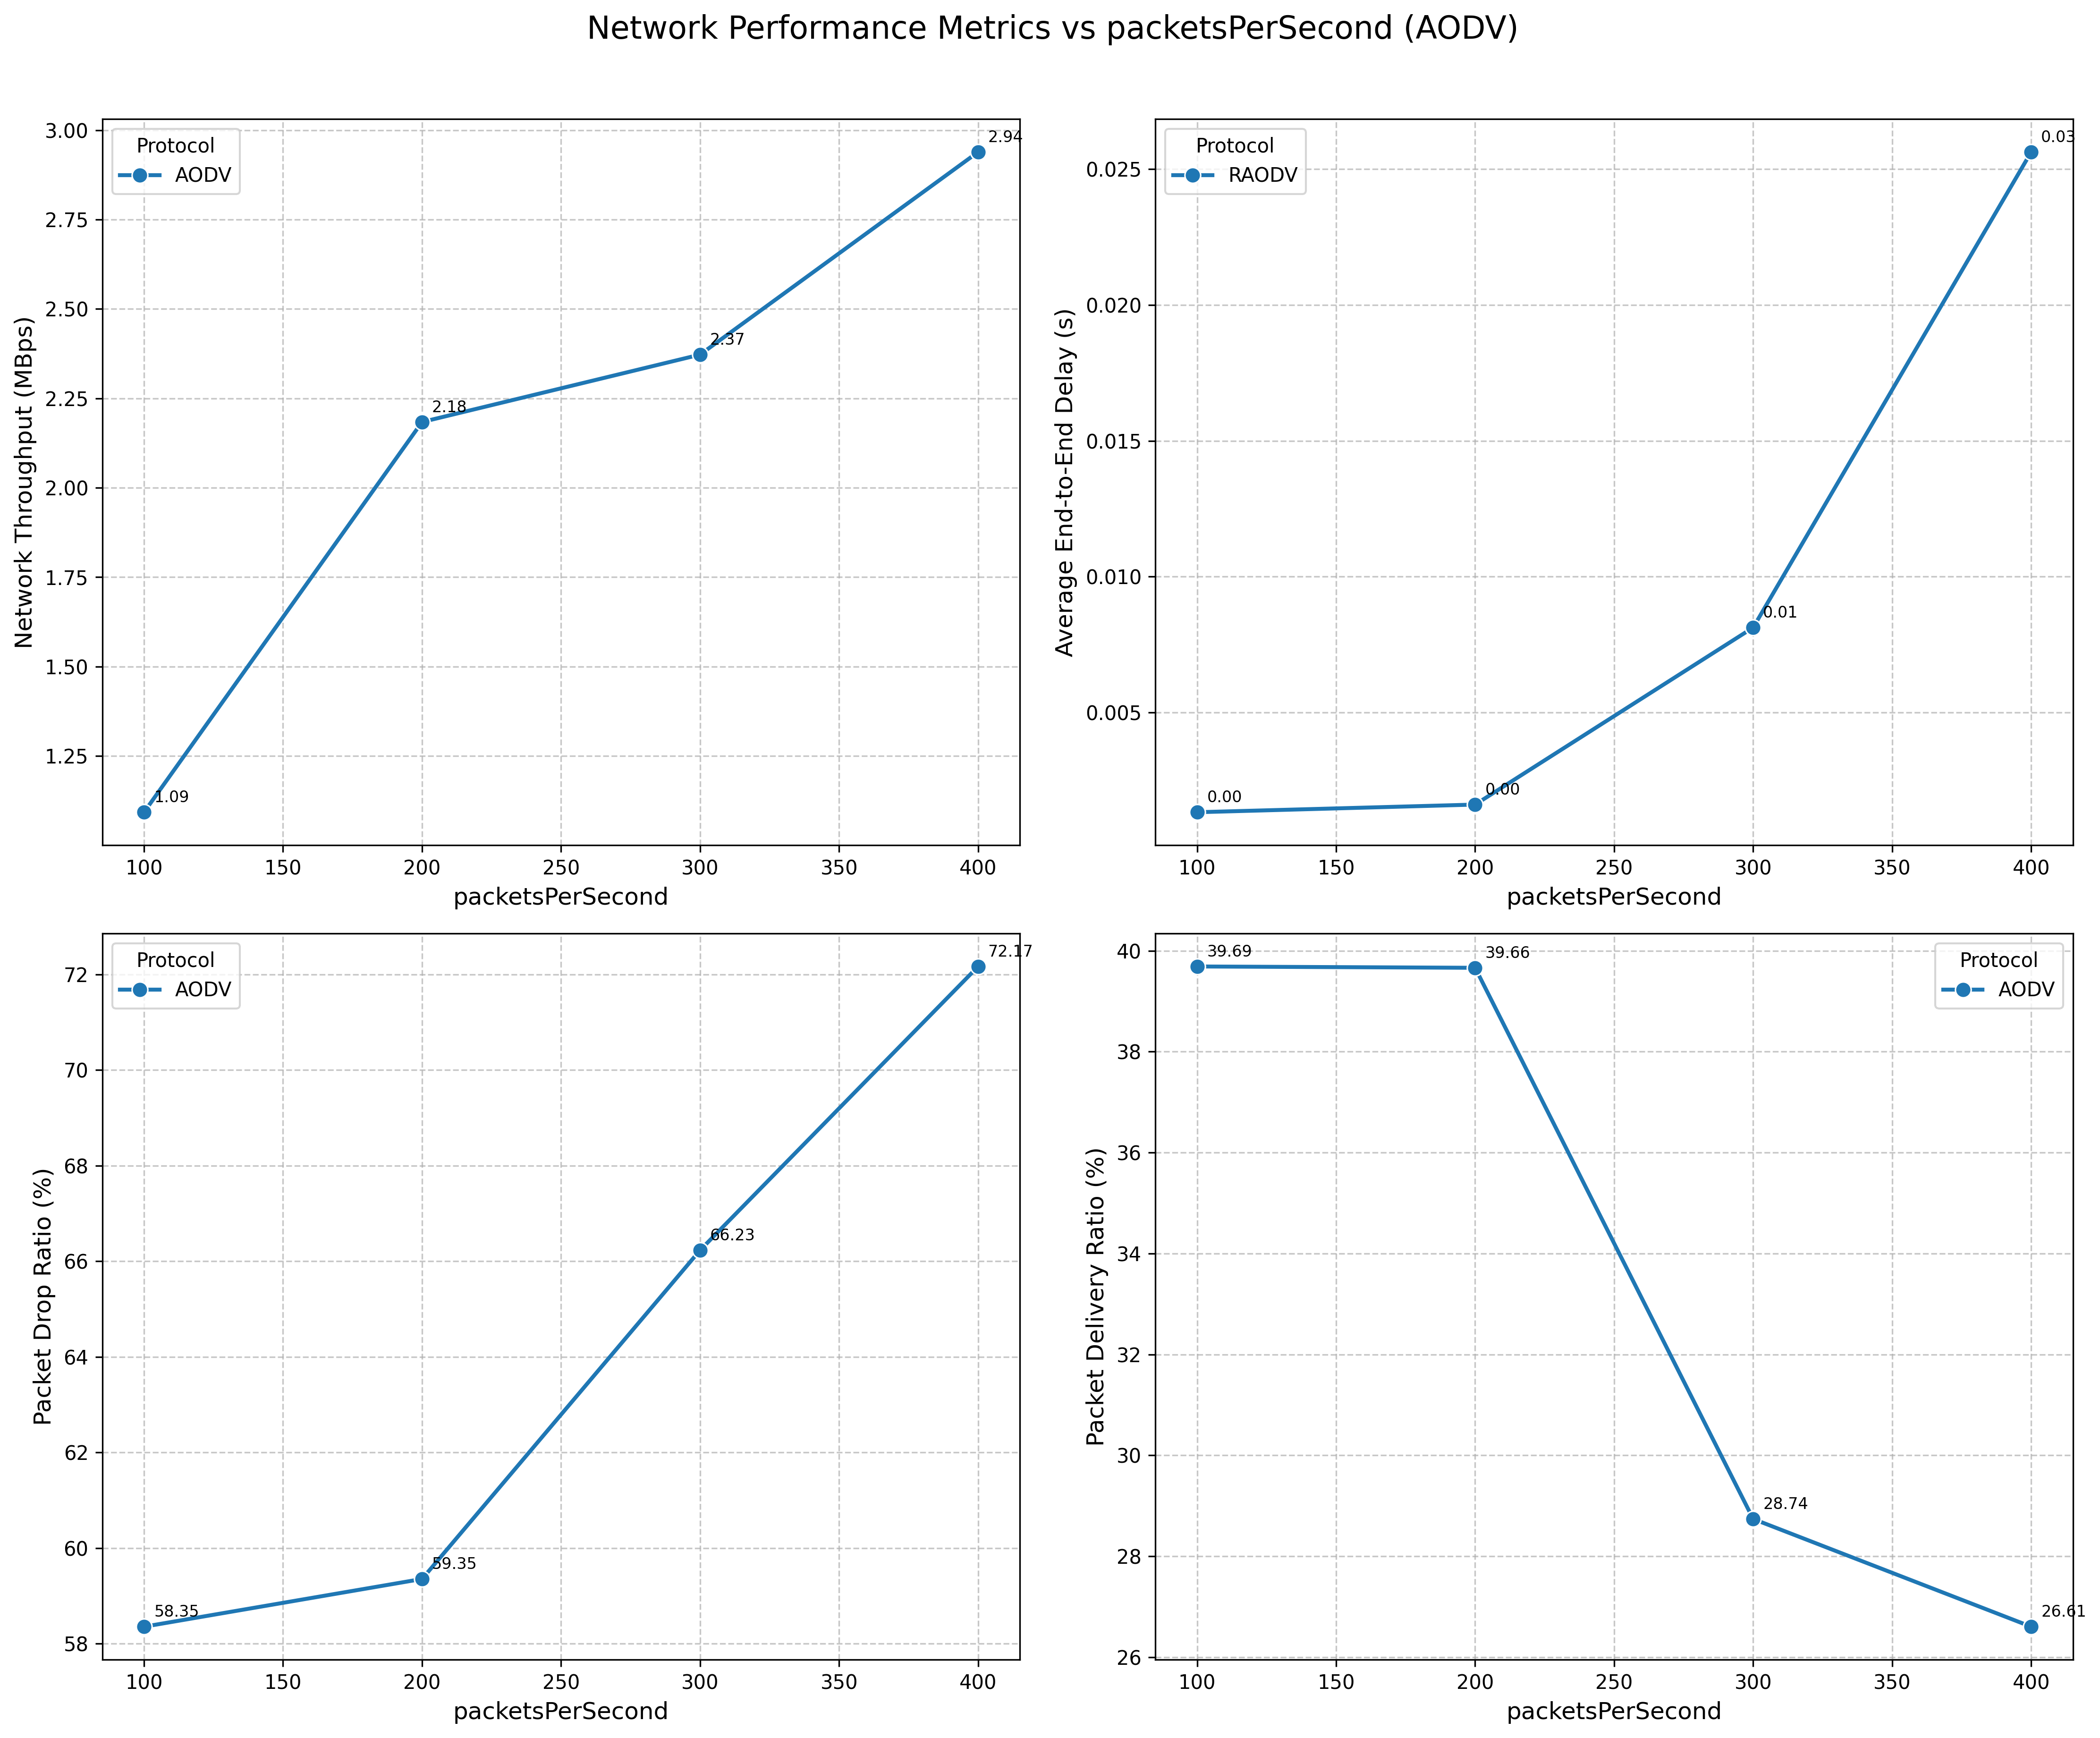 Network Performance Metrics vs packetsPerSecond (AODV)
Network Throughput (MBps)
3.00
2.75
2.50
2.25
2.00
1.75
1.50
1.25
Protocol
AODV
1.09
2.18
2.37
2.94
100 150 200 250 300 350 400
packetsPerSecond
Average End-to-End Delay (s)
0.025
0.020
0.015
0.010
0.005
Protocol
RAODV
0.00
0.00
0.01
0.03
100 150 200 250 300 350 400
packetsPerSecond
Packet Drop Ratio (%)
72
70
68
66
64
62
60
58
Protocol
AODV
58.35
59.35
66.23
72.17
100 150 200 250 300 350 400
packetsPerSecond
Packet Delivery Ratio (%)
40
38
36
34
32
30
28
26
Protocol
AODV
39.69
39.66
28.74
26.61
100 150 200 250 300 350 400
packetsPerSecond